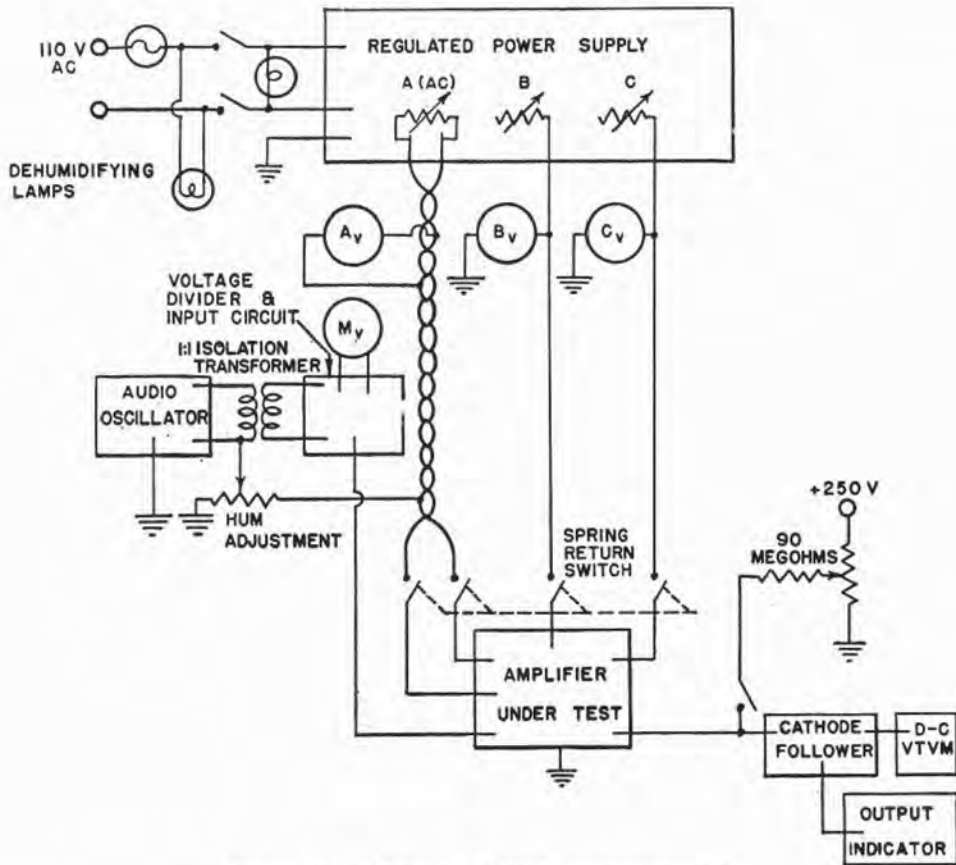 110 V
AC
REGULATED POWER SUPPLY
A (AC)
B
C
DEHUMIDIFYING
LAMPS
AV
BV
CV
VOLTAGE
DIVIDER &
INPUT CIRCUIT
MV
1:1 ISOLATION
TRANSFORMER
AUDIO
OSCILLATOR
HUM
ADJUSTMENT
+250 V
90
MEGOHMS
SPRING
RETURN
SWITCH
AMPLIFIER
UNDER TEST
CATHODE
FOLLOWER
D-C
VTVM
OUTPUT
INDICATOR